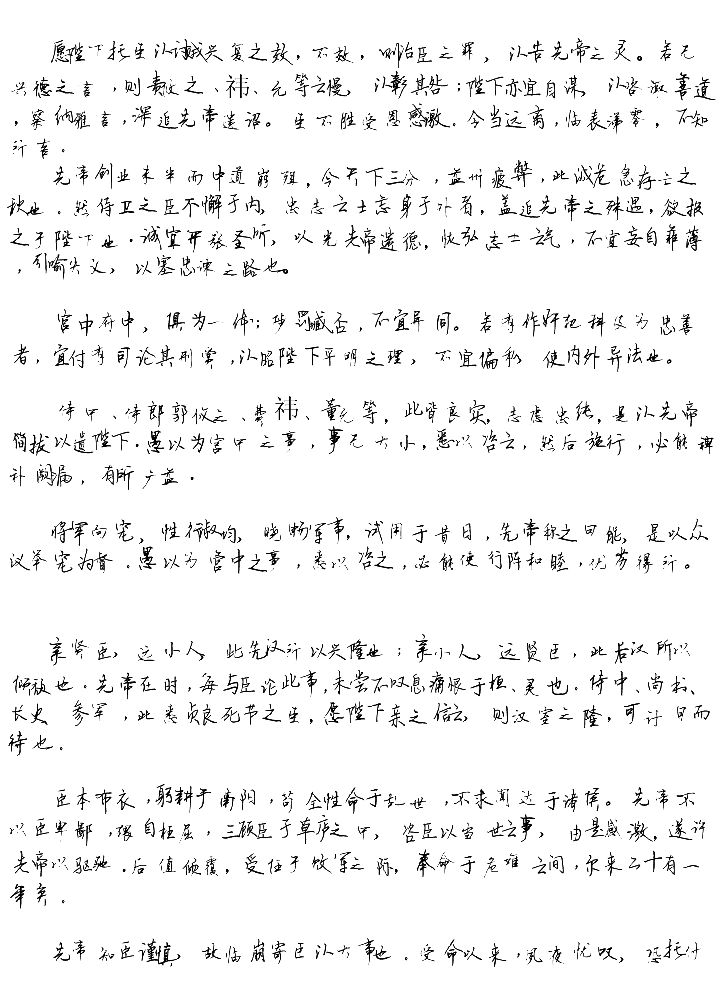 愿陛下托臣以讨贼兴复之效，不效，则治臣之罪，以告先帝之灵。若无
兴德之言，则责攸之、祎、允等之慢，以彰其咎；陛下亦宜自谋，以咨诹善道
，察纳雅言，深追先帝遗诏。臣不胜受恩感激．今当远离，临表涕零，不知
所言．
先帝创业未半而中道崩殂，今天下三分，益州疲弊，此诚危急存亡之
秋也．然侍卫之臣不懈于内，忠志之士忘身于外者，盖追先帝之殊遇，欲报
之于陛下也．诚宜开张圣听，以光先帝遗德，恢弘志士之气，不宜妄自菲薄
，引喻失义，以塞忠谏之路也。
宫中府中，俱为一体；陟罚臧否，不宜异同。若有作奸犯科及为忠善
者，宜付有司论其刑赏，以昭陛下平明之理，不宜偏私，使内外异法也。
侍中、侍郎郭攸之、费祎、董允等，此皆良实，志虑忠纯，是以先帝
简拔以遗陛下．愚以为宫中之事，事无大小，悉以咨之，然后施行，必能裨
补阙漏，有所广益．
将军向宠，性行淑均，晓畅军事，试用于昔日，先帝称之曰能，是以众
议举宠为督．愚以为宫中之事，悉以咨之，必能使行阵和睦，优劣得所。
亲贤臣，远小人，此先汉所以兴隆也；亲小人，远贤臣，此后汉所以
倾颓也．先帝在时，每与臣论此事，未尝不叹息痛恨于桓、灵也．侍中、尚书、
长史、参军，此悉贞良死节之臣，愿陛下亲之信之，则汉室之隆，可计日而
待也．
臣本布衣，躬耕于南阳，苟全性命于乱世，不求闻达于诸侯。先帝不
以臣卑鄙，猥自枉屈，三顾臣于草庐之中，咨臣以当世之事，由是感激，遂许
先帝以驱驰．后值倾覆，受任于败军之际，奉命于危难之间，尔来二十有一
年矣．
先帝知臣谨慎，故临崩寄臣以大事也．受命以来，夙夜忧叹，恐托付